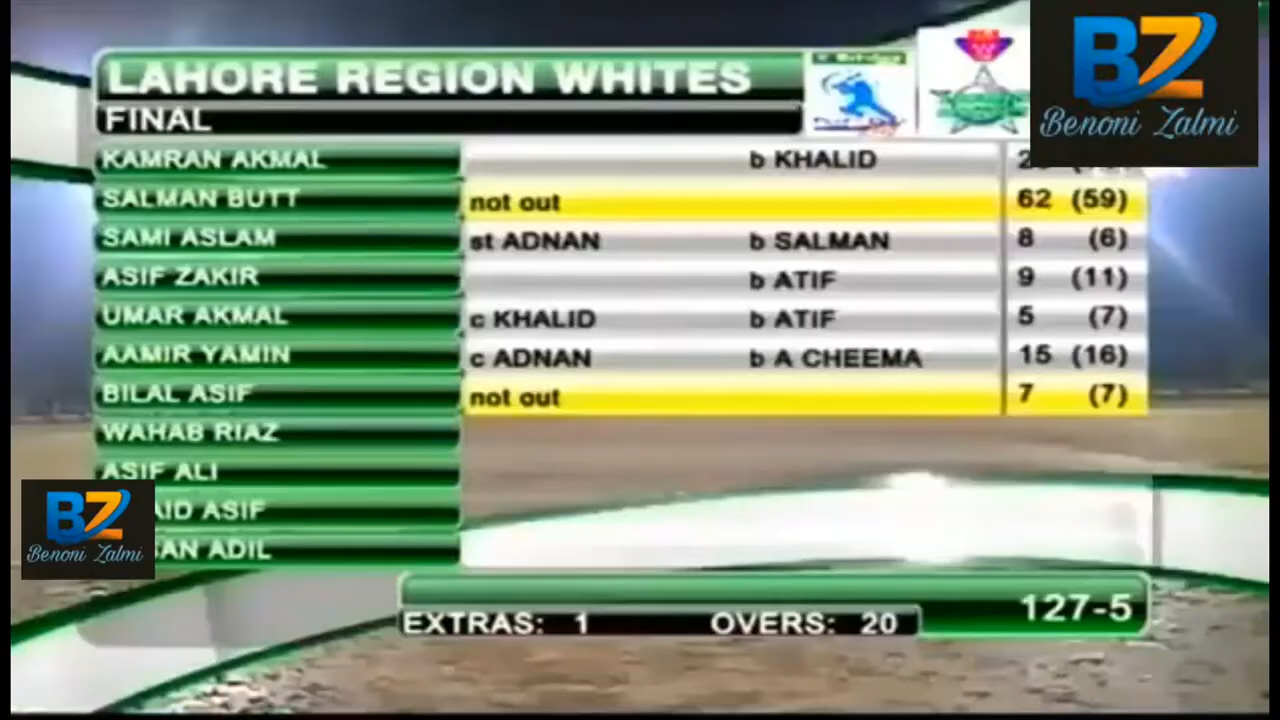 LAHORE REGION WHITES
FINAL
BZ
Benoni Zalmi
KAMRAN AKMAL b KHALID
SALMAN BUTT not out 62 (59)
SAMI ASLAM st ADNAN b SALMAN 8 (6)
ASIF ZAKIR b ATIF 9 (11)
UMAR AKMAL c KHALID b ATIF 5 (7)
AAMIR YAMIN c ADNAN b A CHEEMA 15 (16)
BILAL ASIF not out 7 (7)
WAHAB RIAZ
ASIF ALI
ASIF
ADIL
BZ
Benoni Zalmi
EXTRAS: 1 OVERS: 20 127-5